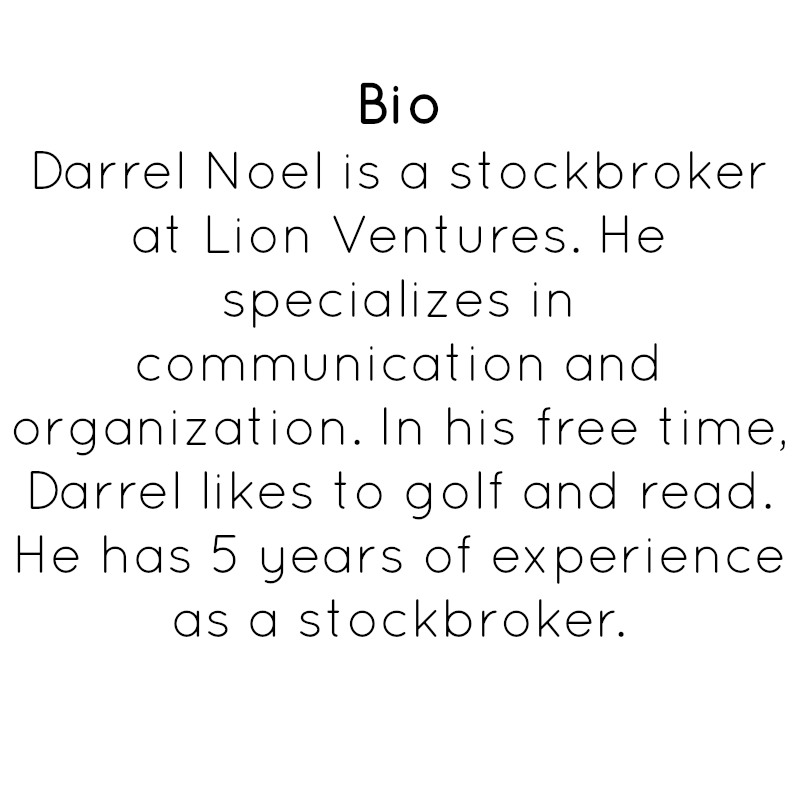 Bio
Darrel Noel is a stockbroker
at Lion Ventures. He
specializes in
communication and
organization. In his free time,
Darrel likes to golf and read.
He has 5 years of experience
as a stockbroker.